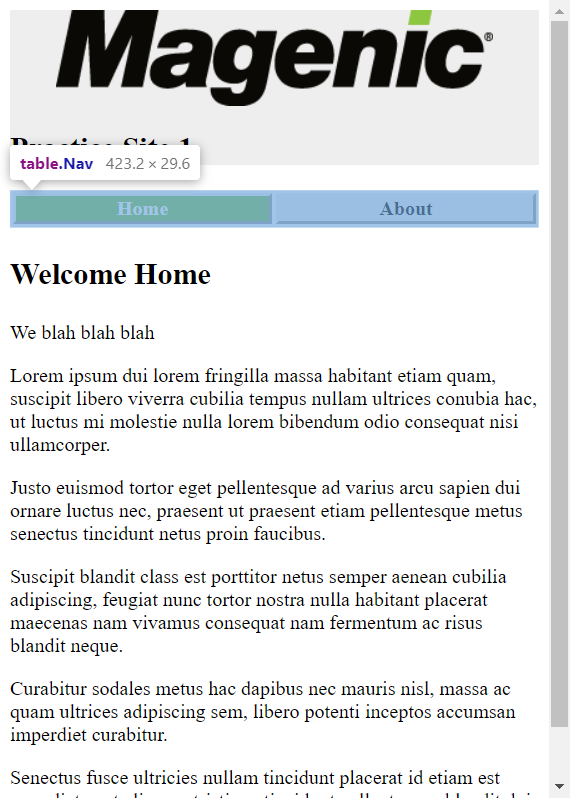 Magenic®
Practice Site 1
table.Nav 423.2 × 29.6
Home About
Welcome Home
We blah blah blah
Lorem ipsum dui lorem fringilla massa habitant etiam quam,
suscipit libero viverra cubilia tempus nullam ultrices conubia hac,
ut luctus mi molestie nulla lorem bibendum odio consequat nisi
ullamcorper.
Justo euismod tortor eget pellentesque ad varius arcu sapien dui
ornare luctus nec, praesent ut praesent etiam pellentesque metus
senectus tincidunt netus proin faucibus.
Suscipit blandit class est porttitor netus semper aenean cubilia
adipiscing, feugiat nunc tortor nostra nulla habitant placerat
maecenas nam vivamus consequat nam fermentum ac risus
blandit neque.
Curabitur sodales metus hac dapibus nec mauris nisl, massa ac
quam ultrices adipiscing sem, libero potenti inceptos accumsan
imperdiet curabitur.
Senectus fusce ultricies nullam tincidunt placerat id etiam est